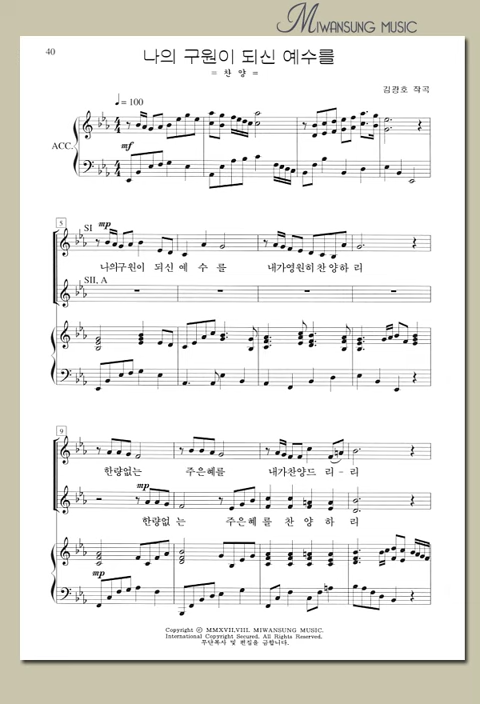 MIWANSUNG MUSIC
40
나의 구원이 되신 예수를
= 찬 양 =
김경호 작곡
♩ = 100
ACC.
mf
5
SI
mp
나의구원이 되신 예 수 를 내가영원히 찬 양하 리
SII, A
9
한량없는 주은혜를 내가찬양드 리 - 리
mp
한량없 는 주은혜 를 찬 양 하 리
mp
Copyright ⓒ MMXVII,VIII. MIWANSUNG MUSIC.
International Copyright Secured. All Rights Reserved.
무단복사 및 편집을 금합니다.